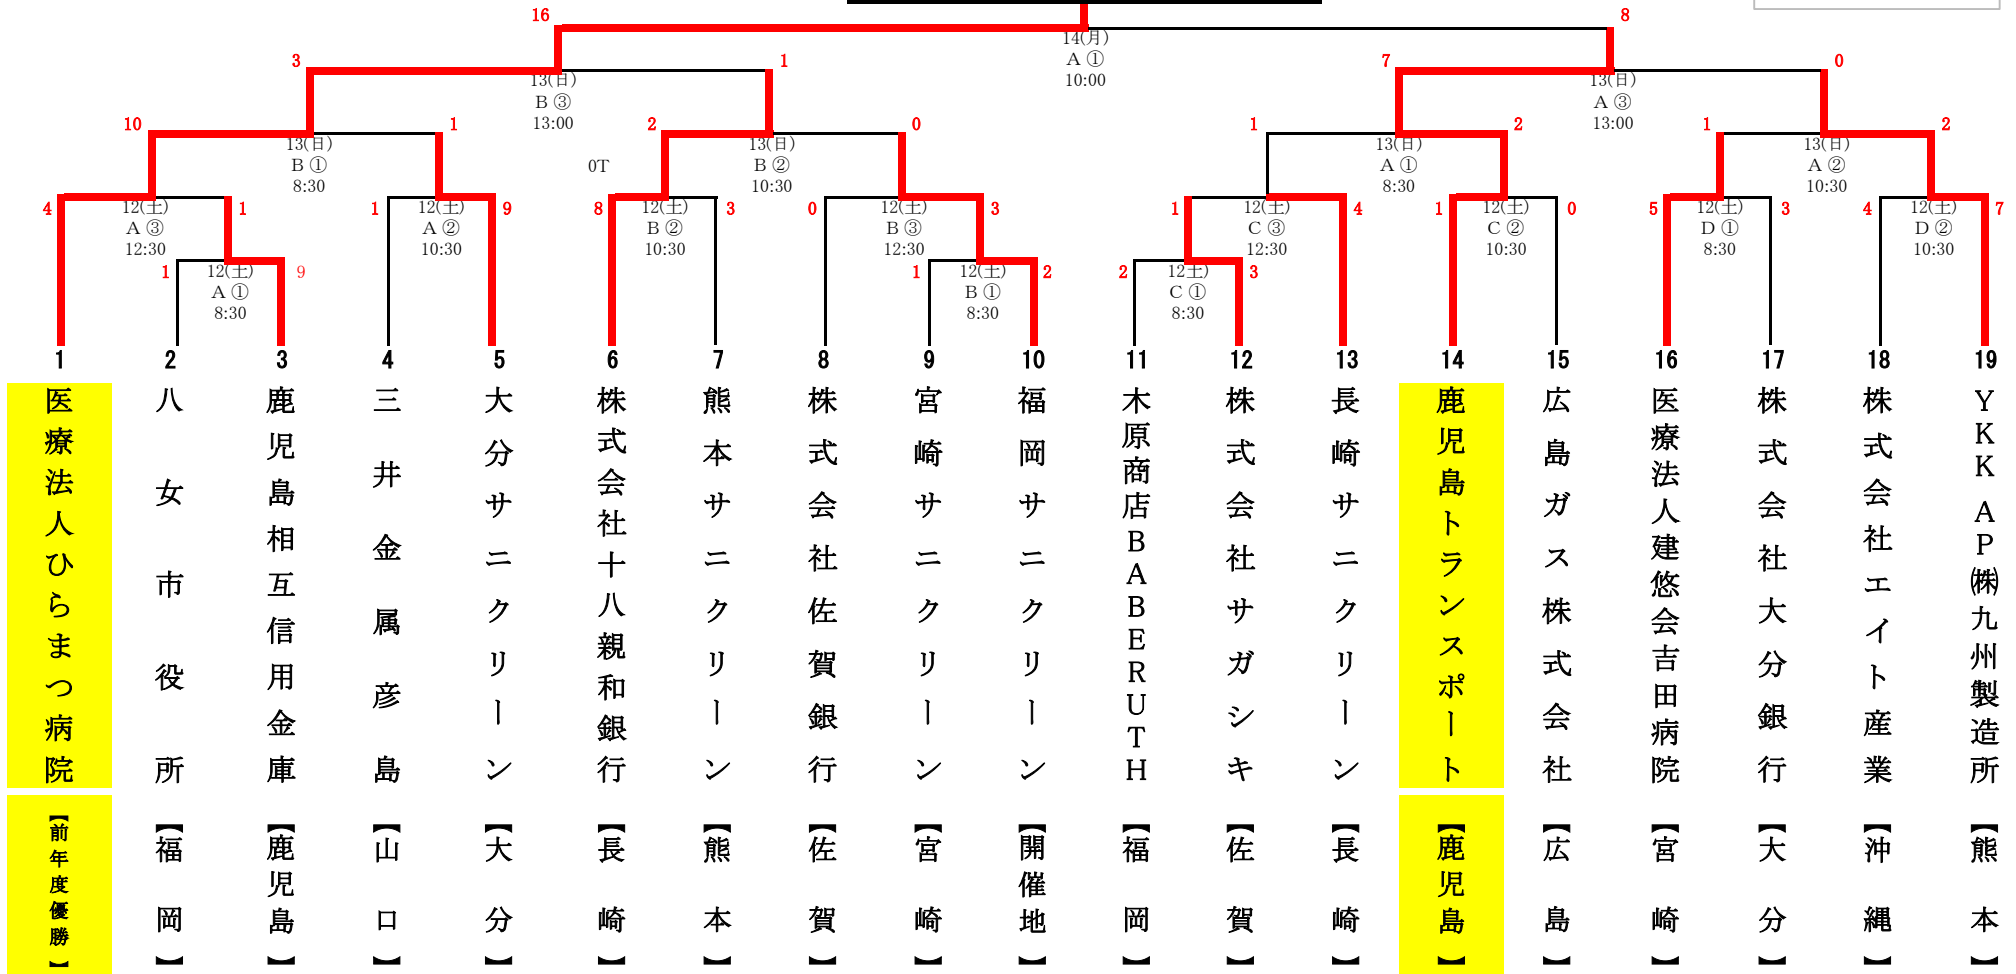 16
8
14(月)
A ①
10:00
3
1
7
0
13(日)
B ③
13:00
13(日)
A ③
13:00
10
1
2
0
1
2
1
2
13(日)
B ①
8:30
0T
13(日)
B ②
10:30
13(日)
A ①
8:30
13(日)
A ②
10:30
4
1
1
9
8
3
0
3
1
4
1
0
5
3
4
7
12(土)
A ③
12:30
12(土)
A ②
10:30
12(土)
B ②
10:30
12(土)
B ③
12:30
12(土)
C ③
12:30
12(土)
C ②
10:30
12(土)
D ①
8:30
12(土)
D ②
10:30
1
9
1
2
2
3
12(土)
A ①
8:30
12(土)
B ①
8:30
12(土)
C ①
8:30
1
医療法人ひらまつ病院
【前年度優勝】
2
八女市役所
【福岡】
3
鹿児島相互信用金庫
【鹿児島】
4
三井金属彦島
【山口】
5
大分サニクリーン
【大分】
6
株式会社十八親和銀行
【長崎】
7
熊本サニクリーン
【熊本】
8
株式会社佐賀銀行
【佐賀】
9
宮崎サニクリーン
【宮崎】
10
福岡サニクリーン
【開催地】
11
木原商店BABERUTH
【福岡】
12
株式会社サガシキ
【佐賀】
13
長崎サニクリーン
【長崎】
14
鹿児島トランスポート
【鹿児島】
15
広島ガス株式会社
【広島】
16
医療法人建悠会吉田病院
【宮崎】
17
株式会社大分銀行
【大分】
18
株式会社エイト産業
【沖縄】
19
YKK AP㈱九州製造所
【熊本】